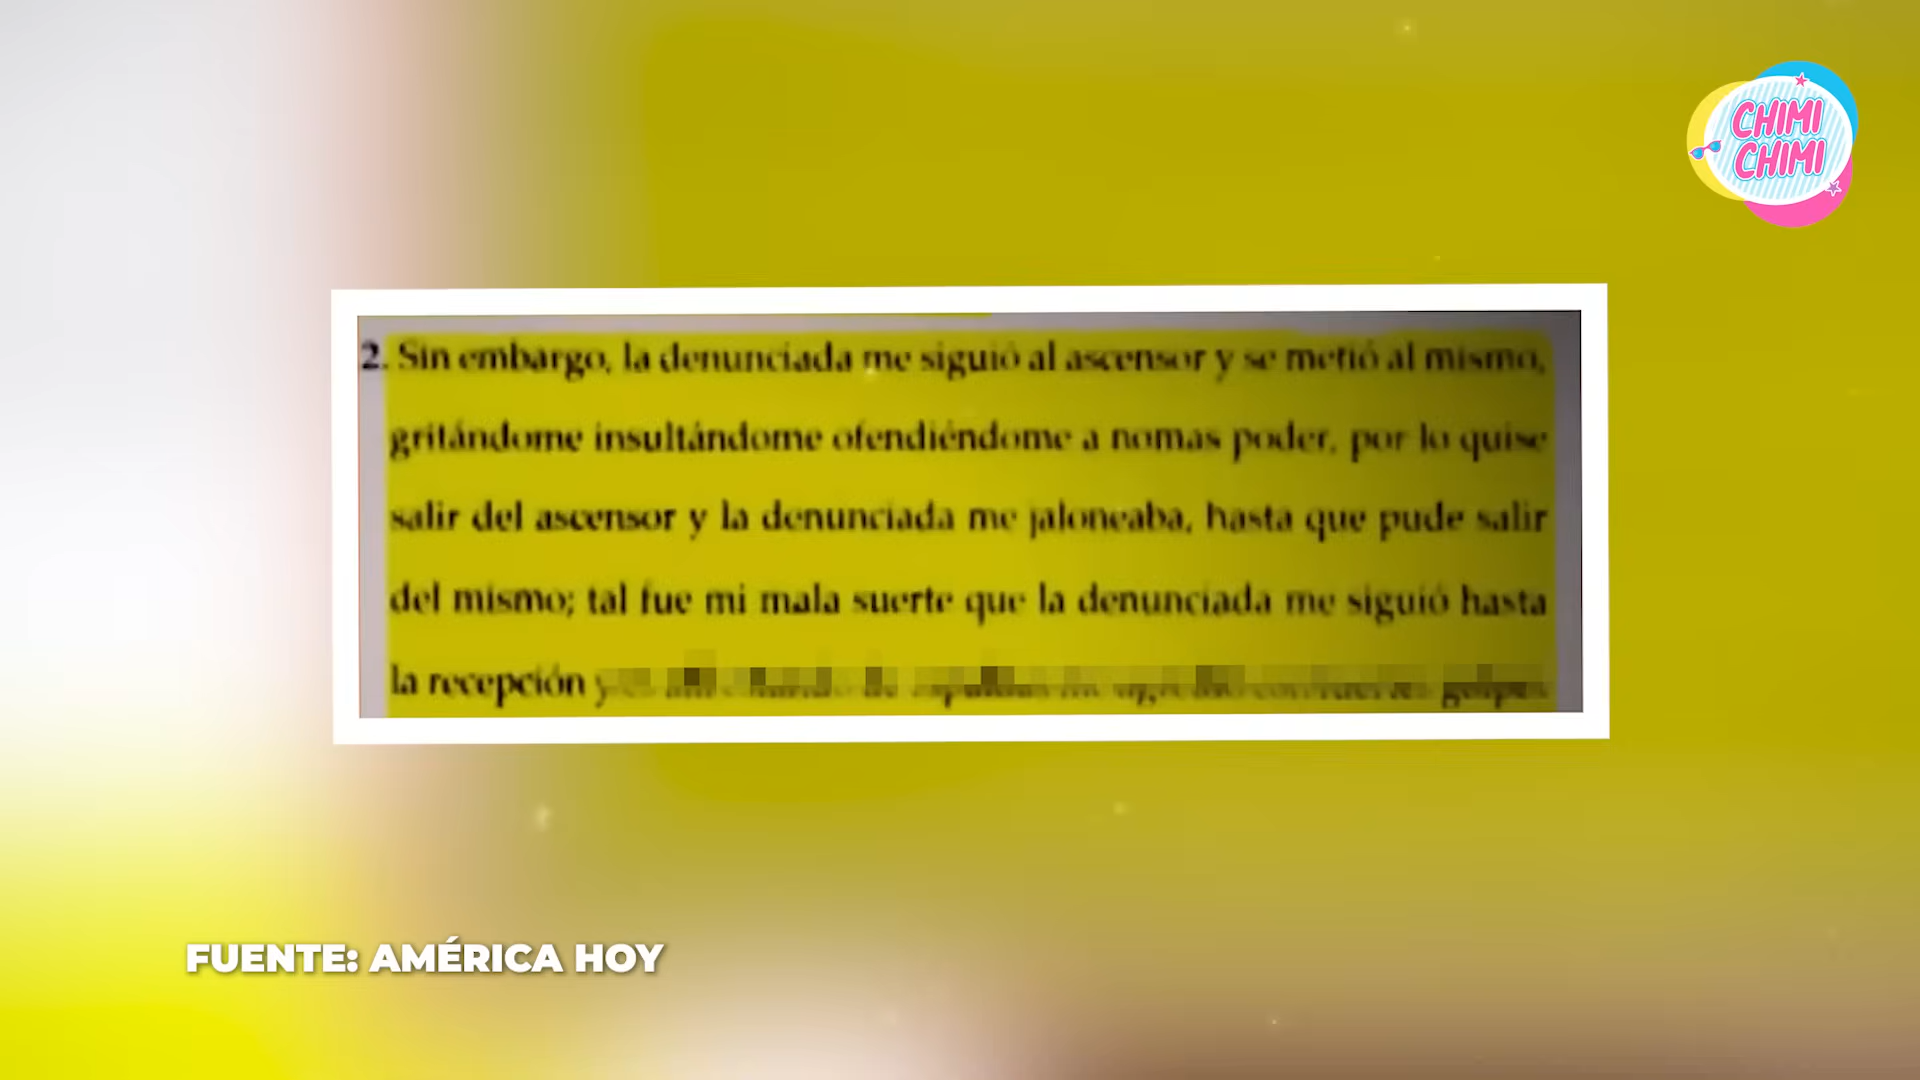 CHIMI
CHIMI
2. Sin embargo, la denunciada me siguió al ascensor y se metió al mismo,
gritándome insultándome ofendiéndome a nomas poder, por lo quise
salir del ascensor y la denunciada me jaloneaba, hasta que pude salir
del mismo; tal fue mi mala suerte que la denunciada me siguió hasta
la recepción y
FUENTE: AMÉRICA HOY